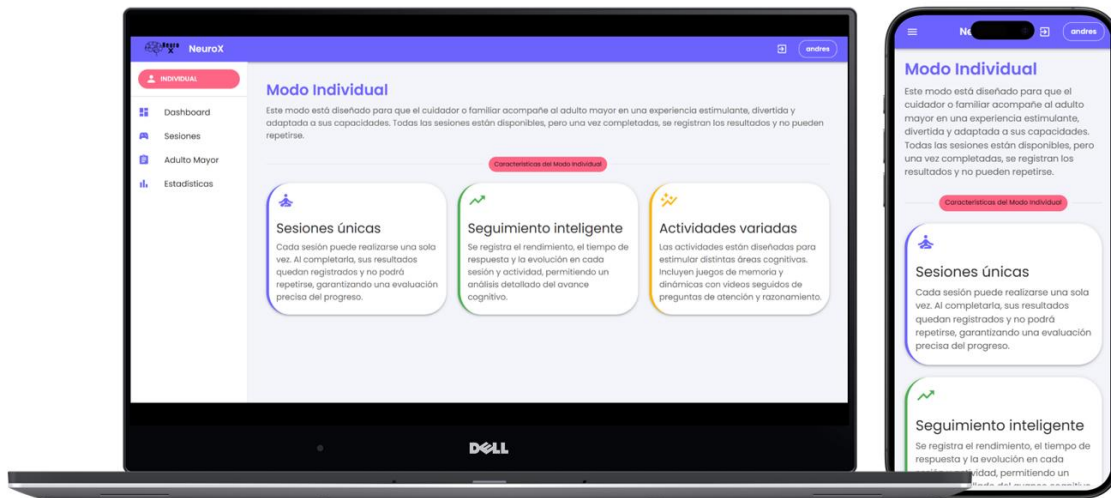 Neuro
X
NeuroX
andres
INDIVIDUAL
Dashboard
Sesiones
Adulto Mayor
Estadísticas
Modo Individual
Este modo está diseñado para que el cuidador o familiar acompañe al adulto mayor en una experiencia estimulante, divertida y
adaptada a sus capacidades. Todas las sesiones están disponibles, pero una vez completadas, se registran los resultados y no pueden
repetirse.
Características del Modo Individual
Sesiones únicas
Cada sesión puede realizarse una sola
vez. Al completarla, sus resultados
quedan registrados y no podrá
repetirse, garantizando una evaluación
precisa del progreso.
Seguimiento inteligente
Se registra el rendimiento, el tiempo de
respuesta y la evolución en cada
sesión y actividad, permitiendo un
análisis detallado del avance
cognitivo.
Actividades variadas
Las actividades están diseñadas para
estimular distintas áreas cognitivas.
Incluyen juegos de memoria y
dinámicas con videos seguidos de
preguntas de atención y razonamiento.
DELL
andres
Modo Individual
Este modo está diseñado para que el
cuidador o familiar acompañe al adulto
mayor en una experiencia estimulante,
divertida y adaptada a sus capacidades.
Todas las sesiones están disponibles, pero
una vez completadas, se registran los
resultados y no pueden repetirse.
Características del Modo Individual
Sesiones únicas
Cada sesión puede realizarse una sola
vez. Al completarla, sus resultados
quedan registrados y no podrá
repetirse, garantizando una evaluación
precisa del progreso.
Seguimiento inteligente
Se registra el rendimiento, el tiempo de
respuesta y la evolución en cada
sesión y actividad, permitiendo un